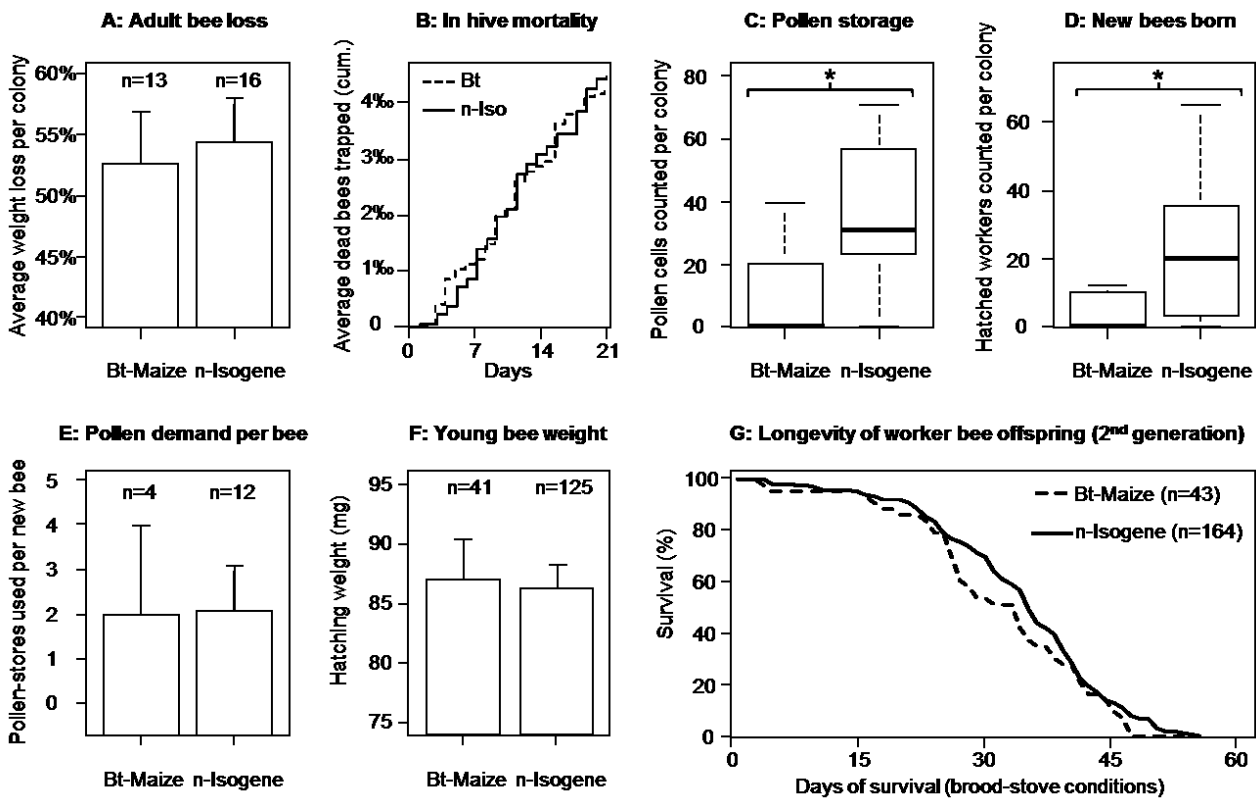 A: Adult bee loss
Average weight loss per colony
60%
55%
50%
45%
40%
n=13
n=16
Bt-Maize
n-Isogene
B: In hive mortality
Average dead bees trapped (cum.)
4‰
3‰
2‰
1‰
0
Bt
n-Iso
0
7
14
21
Days
C: Pollen storage
Pollen cells counted per colony
80
60
40
20
0
*
Bt-Maize
n-Isogene
D: New bees born
Hatched workers counted per colony
60
40
20
0
*
Bt-Maize
n-Isogene
E: Pollen demand per bee
Pollen-stores used per new bee
5
4
3
2
1
0
n=4
n=12
Bt-Maize
n-Isogene
F: Young bee weight
Hatching weight (mg)
95
90
85
80
75
n=41
n=125
Bt-Maize
n-Isogene
G: Longevity of worker bee offspring (2nd generation)
Survival (%)
100
80
60
40
20
0
Bt-Maize (n=43)
n-Isogene (n=164)
0
15
30
45
60
Days of survival (brood-stove conditions)